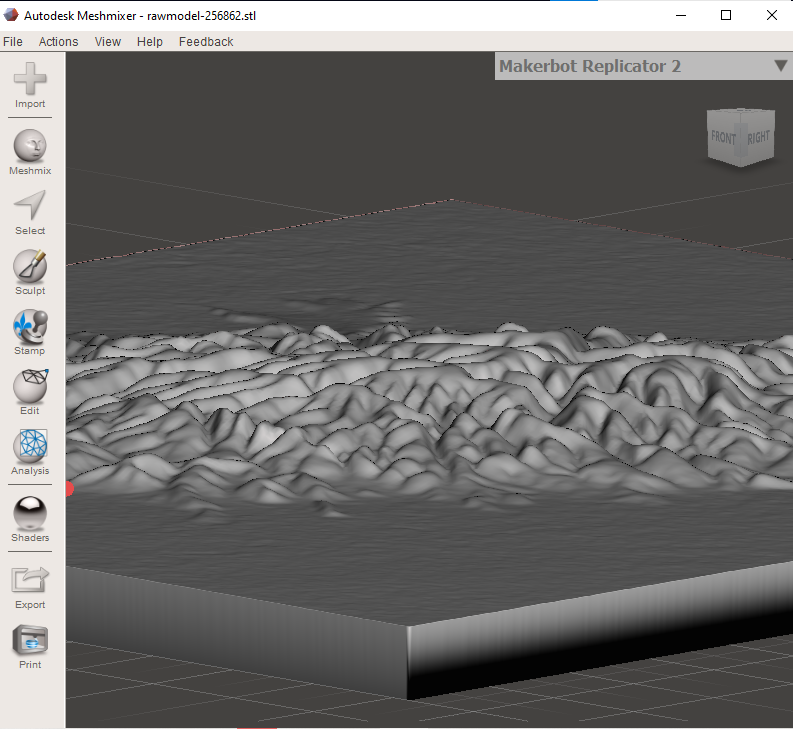 Autodesk Meshmixer - rawmodel-256862.stl
File Actions View Help Feedback
Makerbot Replicator 2
Import
FRONT RIGHT
Meshmix
Select
Sculpt
Stamp
Edit
Analysis
Shaders
Export
Print